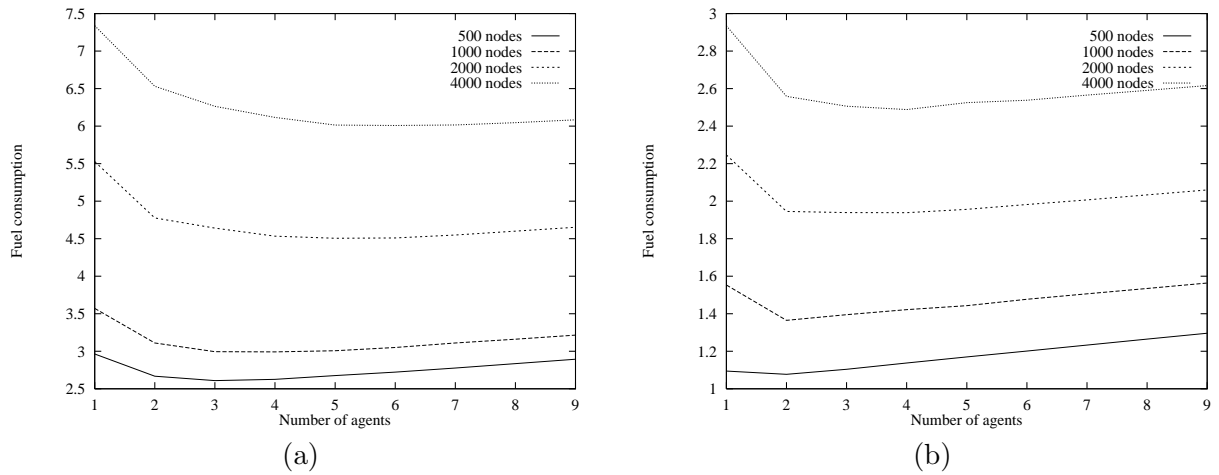 7.5
7
6.5
6
5.5
5
4.5
4
3.5
3
2.5
Fuel consumption
500 nodes
1000 nodes
2000 nodes
4000 nodes
1 2 3 4 5 6 7 8 9
Number of agents
(a)
3
2.8
2.6
2.4
2.2
2
1.8
1.6
1.4
1.2
1
Fuel consumption
500 nodes
1000 nodes
2000 nodes
4000 nodes
1 2 3 4 5 6 7 8 9
Number of agents
(b)